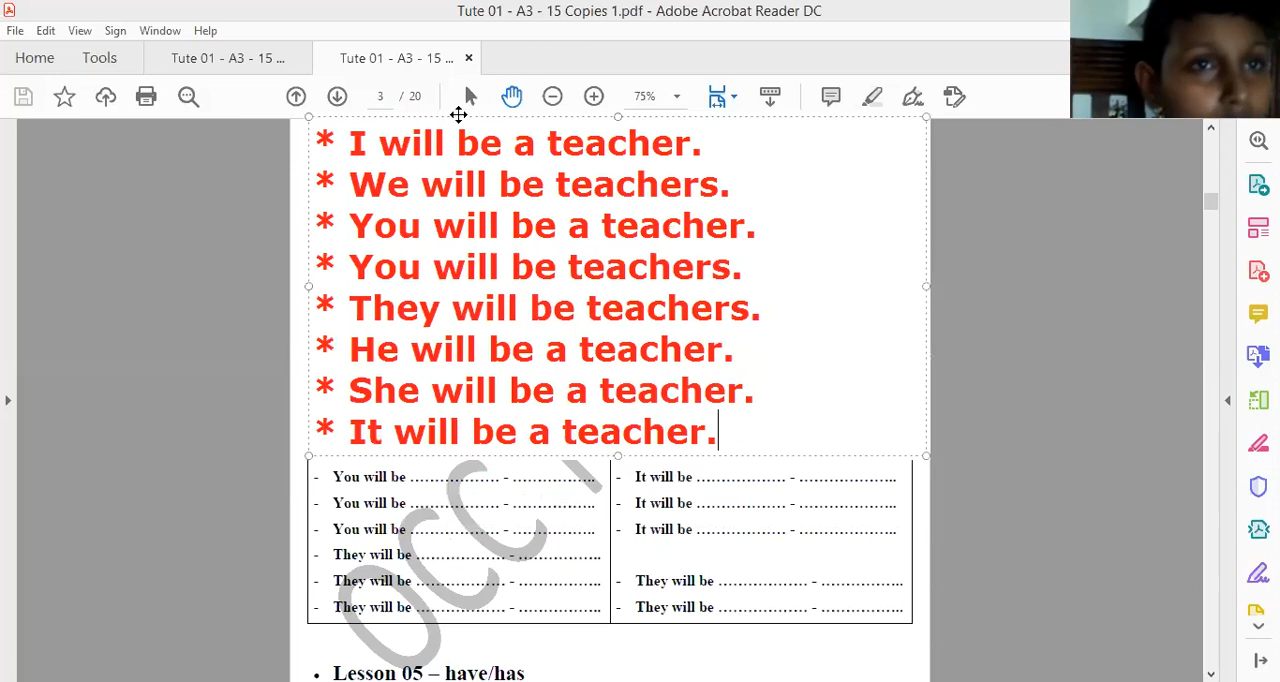 Tute 01 - A3 - 15 Copies 1.pdf - Adobe Acrobat Reader DC
File Edit View Sign Window Help
Home Tools Tute 01 - A3 - 15 ... Tute 01 - A3 - 15 ... ×
3 / 20 75%
* I will be a teacher.
* We will be teachers.
* You will be a teacher.
* You will be teachers.
* They will be teachers.
* He will be a teacher.
* She will be a teacher.
* It will be a teacher.
- You will be ……………… - ……………..
- You will be ……………… - ……………..
- You will be ……………… - ……………..
- They will be ……………… - ……………..
- They will be ……………… - ……………..
- They will be ……………… - ……………..
- It will be ……………… - ………………..
- It will be ……………… - ………………..
- It will be ……………… - ………………..
- They will be ……………… - ……………..
- They will be ……………… - ……………..
OCC
• Lesson 05 – have/has